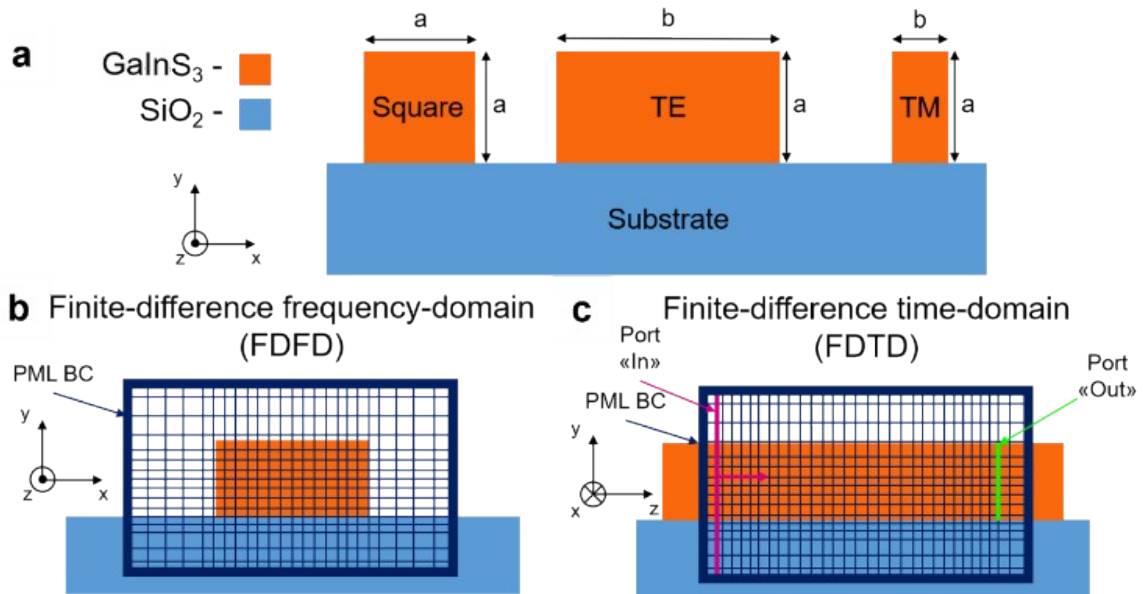 a
GaInS₃ -
SiO₂ -
a
b
b
Square
a
TE
a
TM
a
Substrate
y
z
x
b
Finite-difference frequency-domain
(FDFD)
PML BC
y
z
x
c
Finite-difference time-domain
(FDTD)
Port
«In»
Port
«Out»
PML BC
y
x
z